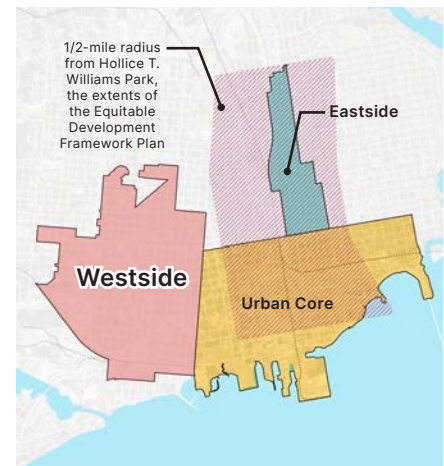 1/2-mile radius
from Hollice T.
Williams Park,
the extents of
the Equitable
Development
Framework Plan
Eastside
Westside
Urban Core